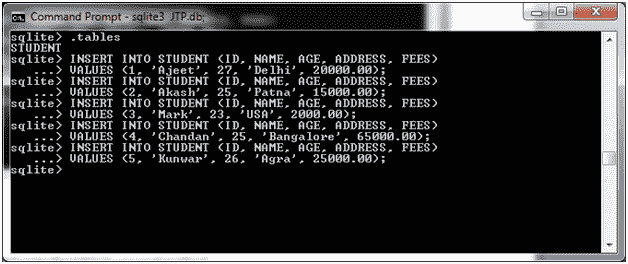 Command Prompt - sqlite3 JTP.db
sqlite> .tables
STUDENT
sqlite> INSERT INTO STUDENT (ID, NAME, AGE, ADDRESS, FEES)
...> VALUES (1, 'Ajeet', 27, 'Delhi', 20000.00);
sqlite> INSERT INTO STUDENT (ID, NAME, AGE, ADDRESS, FEES)
...> VALUES (2, 'Akash', 25, 'Patna', 15000.00);
sqlite> INSERT INTO STUDENT (ID, NAME, AGE, ADDRESS, FEES)
...> VALUES (3, 'Mark', 23, 'USA', 2000.00);
sqlite> INSERT INTO STUDENT (ID, NAME, AGE, ADDRESS, FEES)
...> VALUES (4, 'Chandan', 25, 'Bangalore', 65000.00);
sqlite> INSERT INTO STUDENT (ID, NAME, AGE, ADDRESS, FEES)
...> VALUES (5, 'Kunwar', 26, 'Agra', 25000.00);
sqlite>